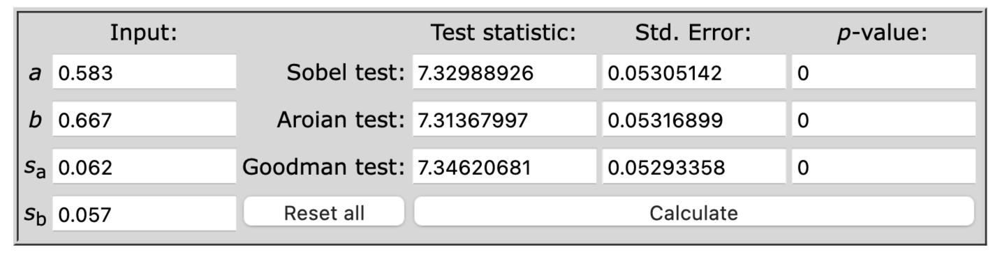 Input: Test statistic: Std. Error: p-value:
a 0.583 Sobel test: 7.32988926 0.05305142 0
b 0.667 Aroian test: 7.31367997 0.05316899 0
sa 0.062 Goodman test: 7.34620681 0.05293358 0
sb 0.057 Reset all Calculate